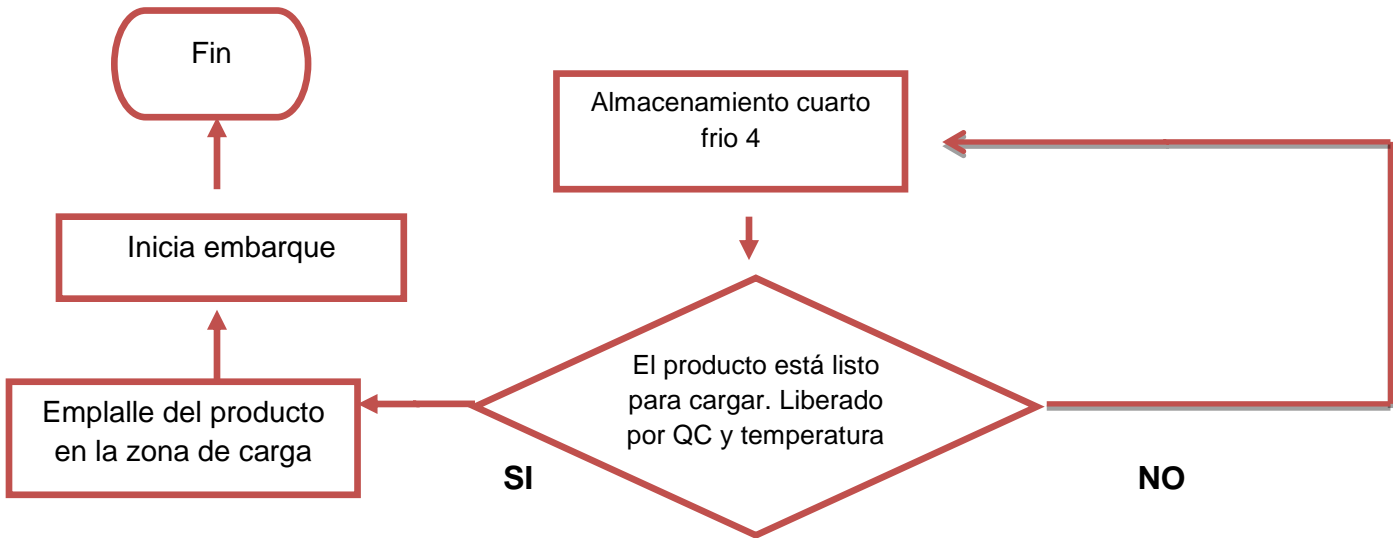 Fin
Almacenamiento cuarto
frio 4
Inicia embarque
El producto está listo
para cargar. Liberado
por QC y temperatura
Emplalle del producto
en la zona de carga
SI
NO